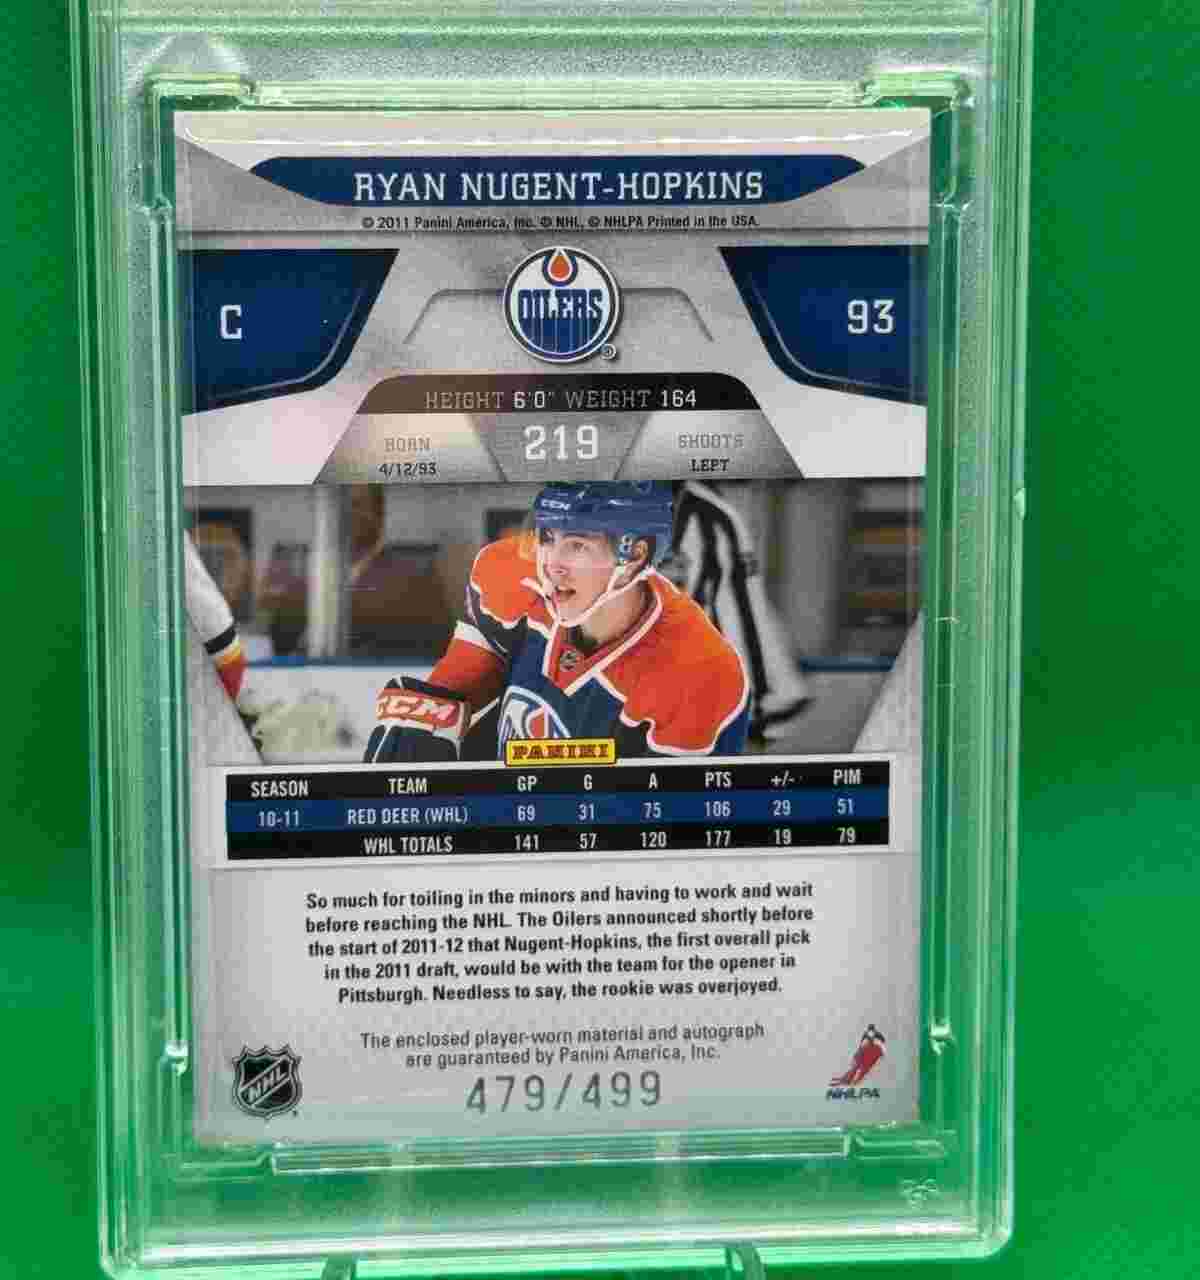 RYAN NUGENT-HOPKINS
© 2011 Panini America, Inc. © NHL, © NHLPA Printed in the USA.
C
OILERS
®
93
HEIGHT 6'0" WEIGHT 164
BORN
4/12/93
219
SHOOTS
LEFT
CCM
CCM
PANINI
SEASON TEAM GP G A PTS +/- PIM
10-11 RED DEER (WHL) 69 31 75 106 29 51
WHL TOTALS 141 57 120 177 19 79
So much for toiling in the minors and having to work and wait
before reaching the NHL. The Oilers announced shortly before
the start of 2011-12 that Nugent-Hopkins, the first overall pick
in the 2011 draft, would be with the team for the opener in
Pittsburgh. Needless to say, the rookie was overjoyed.
The enclosed player-worn material and autograph
are guaranteed by Panini America, Inc.
479/499
NHL
NHLPA